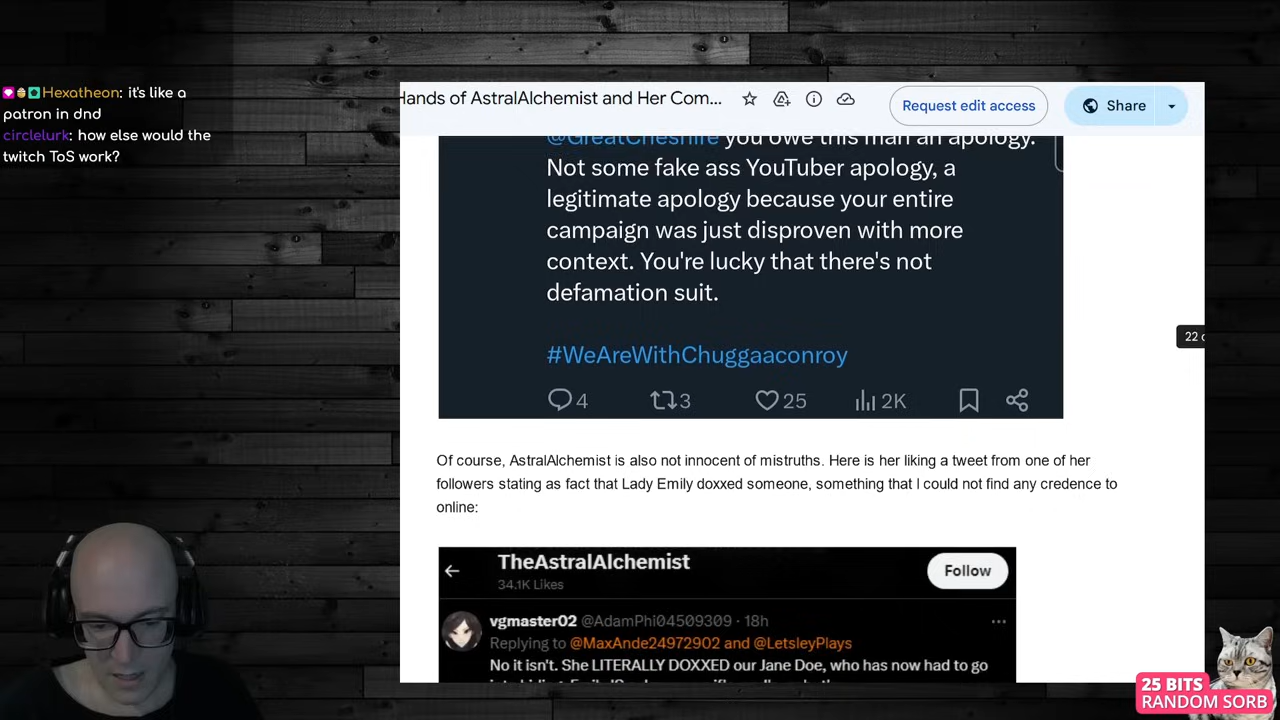 Hexatheon: it's like a
patron in dnd
circlelurk: how else would the
twitch ToS work?
Hands of AstralAlchemist and Her Com...
Request edit access
Share
@GreatCheshire you owe this man an apology.
Not some fake ass YouTuber apology, a
legitimate apology because your entire
campaign was just disproven with more
context. You're lucky that there's not
defamation suit.
#WeAreWithChuggaaconroy
4 3 25 2K
22
Of course, AstralAlchemist is also not innocent of mistruths. Here is her liking a tweet from one of her
followers stating as fact that Lady Emily doxxed someone, something that I could not find any credence to
online:
TheAstralAlchemist
34.1K Likes
Follow
vgmaster02 @AdamPhi04509309 · 18h
Replying to @MaxAnde24972902 and @LetsleyPlays
No it isn't. She LITERALLY DOXXED our Jane Doe, who has now had to go
25 BITS
RANDOM SORB